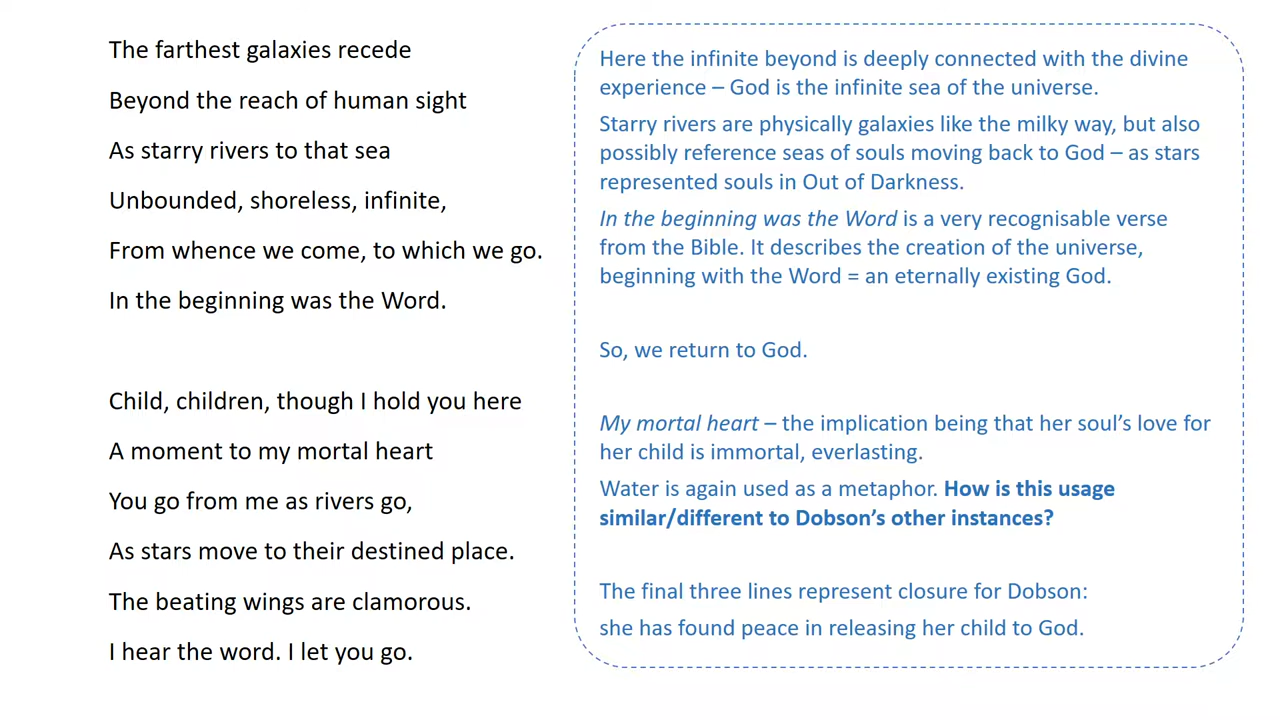 The farthest galaxies recede
Beyond the reach of human sight
As starry rivers to that sea
Unbounded, shoreless, infinite,
From whence we come, to which we go.
In the beginning was the Word.
Child, children, though I hold you here
A moment to my mortal heart
You go from me as rivers go,
As stars move to their destined place.
The beating wings are clamorous.
I hear the word. I let you go.
Here the infinite beyond is deeply connected with the divine
experience – God is the infinite sea of the universe.
Starry rivers are physically galaxies like the milky way, but also
possibly reference seas of souls moving back to God – as stars
represented souls in Out of Darkness.
In the beginning was the Word is a very recognisable verse
from the Bible. It describes the creation of the universe,
beginning with the Word = an eternally existing God.
So, we return to God.
My mortal heart – the implication being that her soul's love for
her child is immortal, everlasting.
Water is again used as a metaphor. How is this usage
similar/different to Dobson's other instances?
The final three lines represent closure for Dobson:
she has found peace in releasing her child to God.